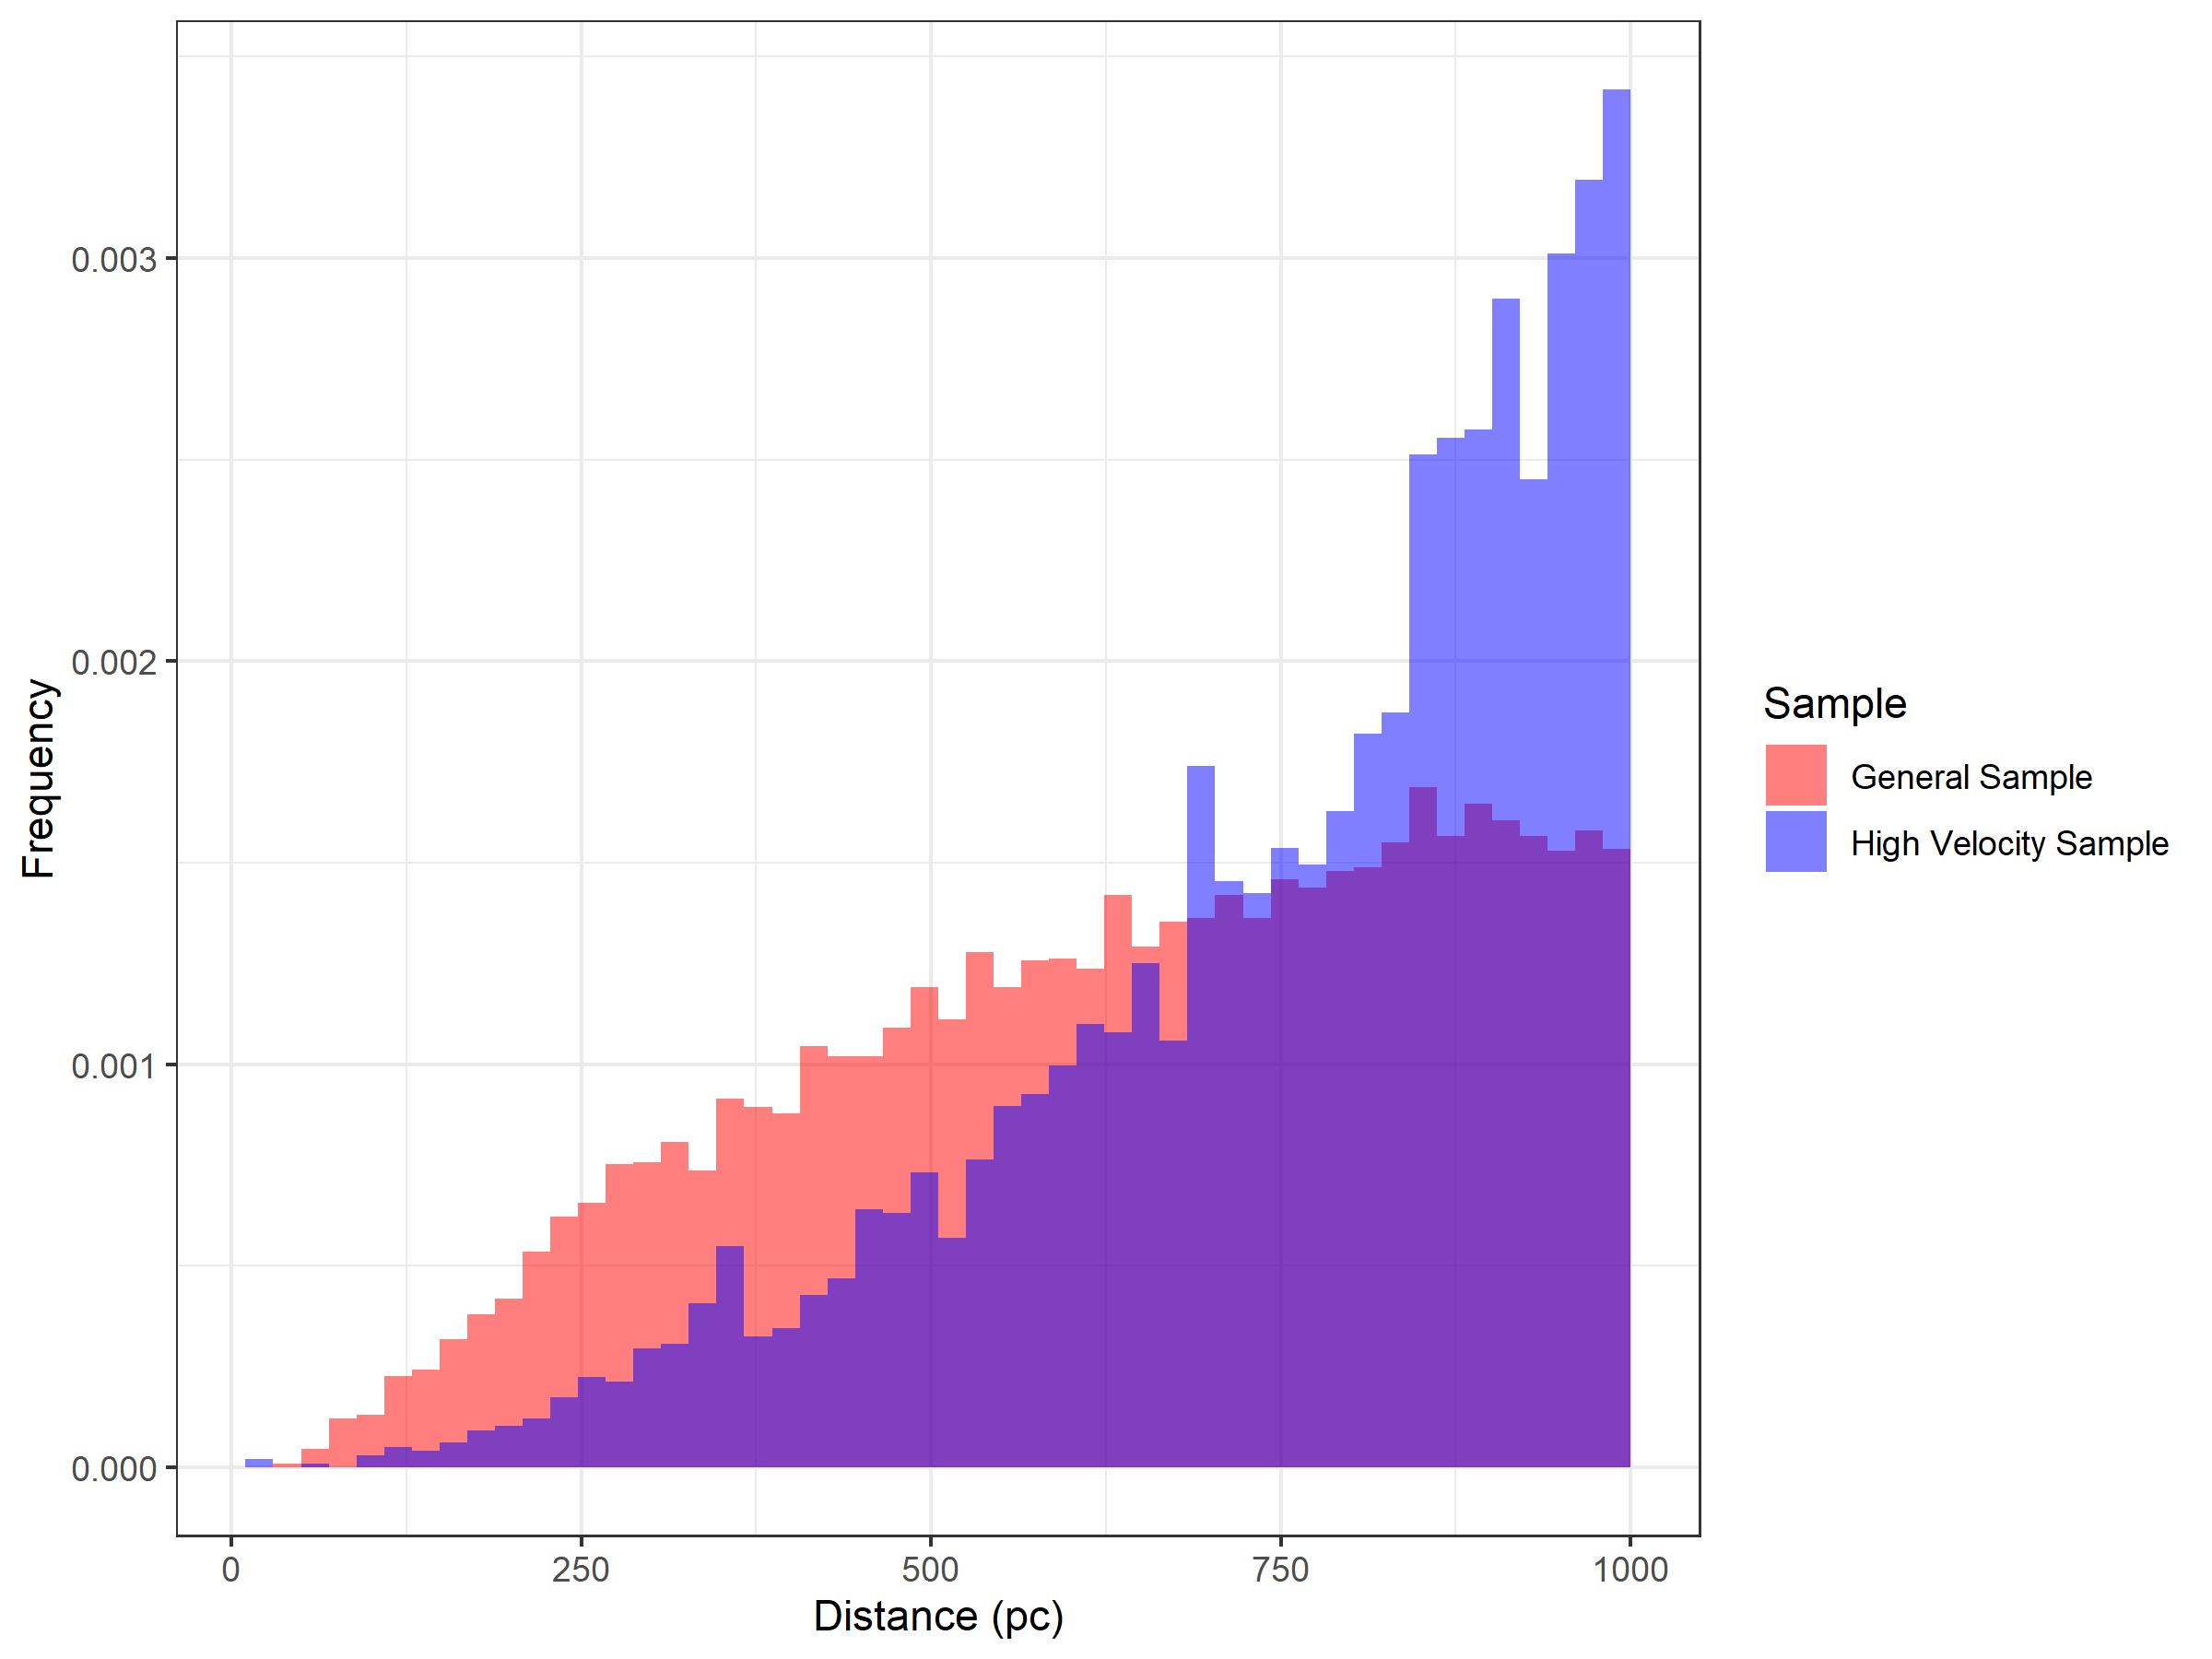 Frequency
0.003
0.002
0.001
0.000
0 250 500 750 1000
Distance (pc)
Sample
General Sample
High Velocity Sample